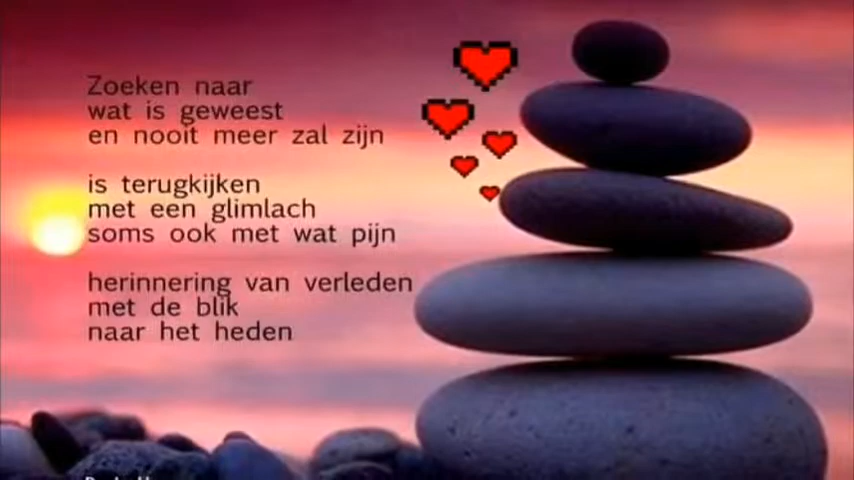 Zoeken naar
wat is geweest
en nooit meer zal zijn
is terugkijken
met een glimlach
soms ook met wat pijn
herinnering van verleden
met de blik
naar het heden